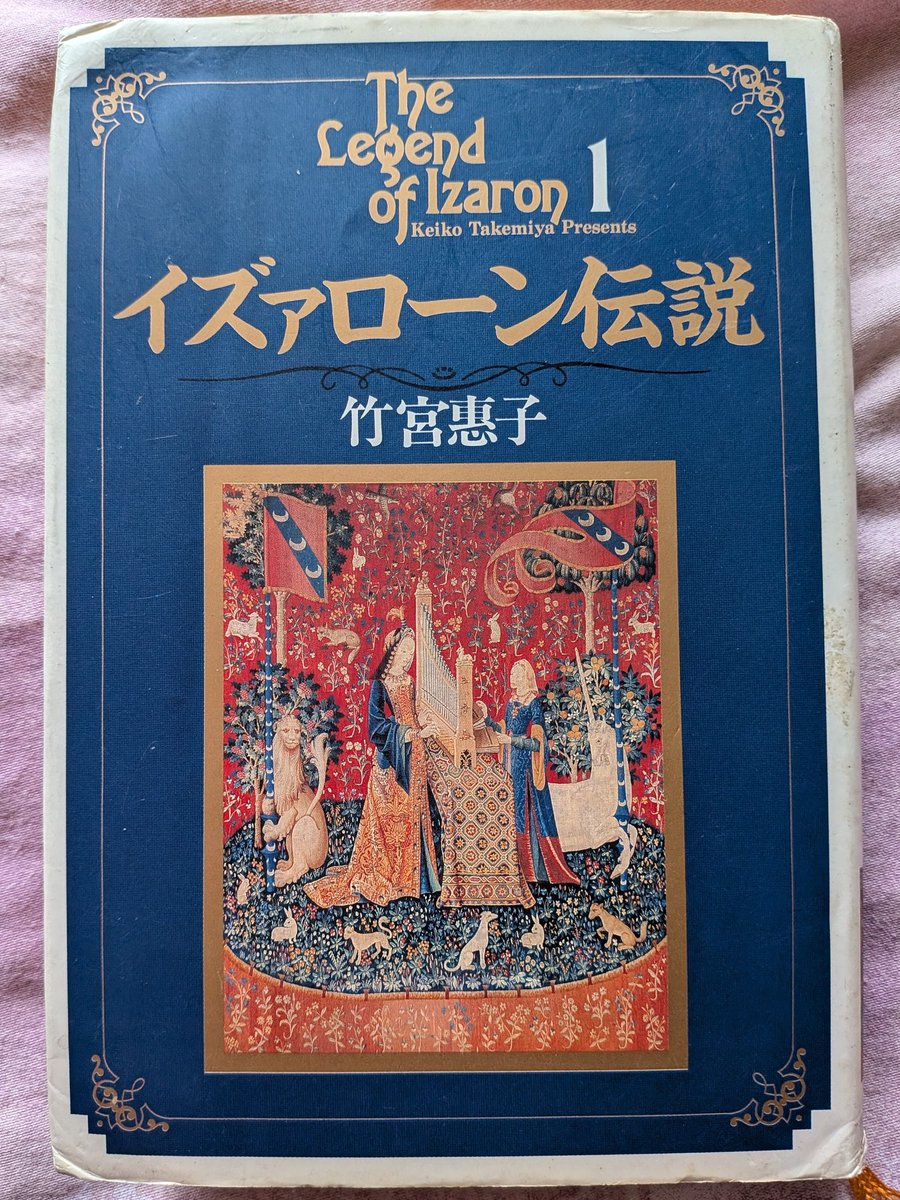 The
Legend
of Izaron 1
Keiko Takemiya Presents
イズァローン伝説
竹宮惠子